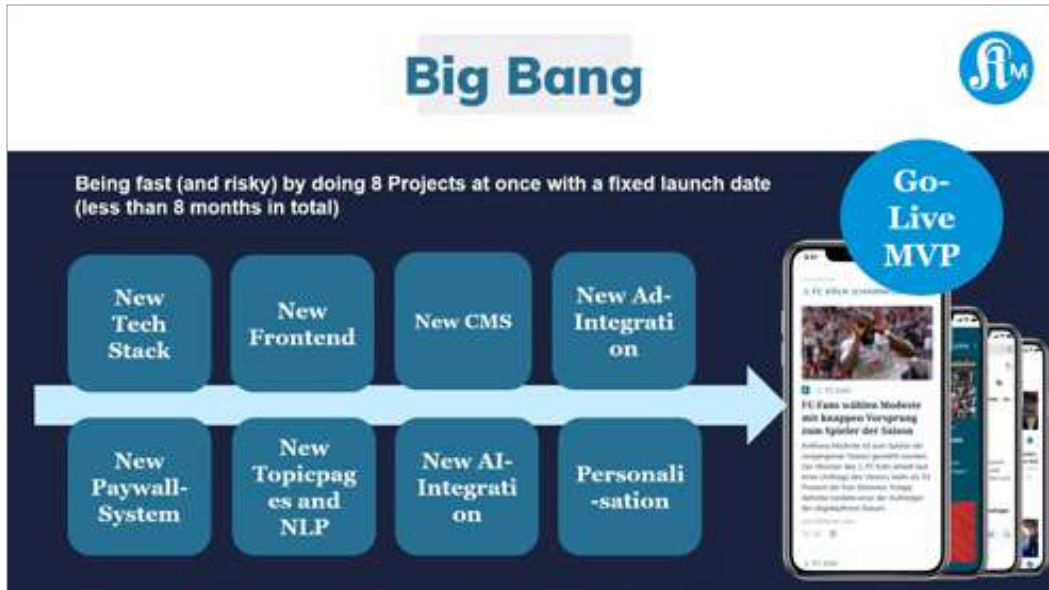 Big Bang
M
Being fast (and risky) by doing 8 Projects at once with a fixed launch date
(less than 8 months in total)
Go-
Live
MVP
New
Tech
Stack
New
Frontend
New CMS
New Ad-
Integrati
on
New
Paywall-
System
New
Topicpag
es and
NLP
New AI-
Integrati
on
Personali
-sation
FC-Fans wählen Modeste
mit knappen Vorsprung
zum Spieler der Saison